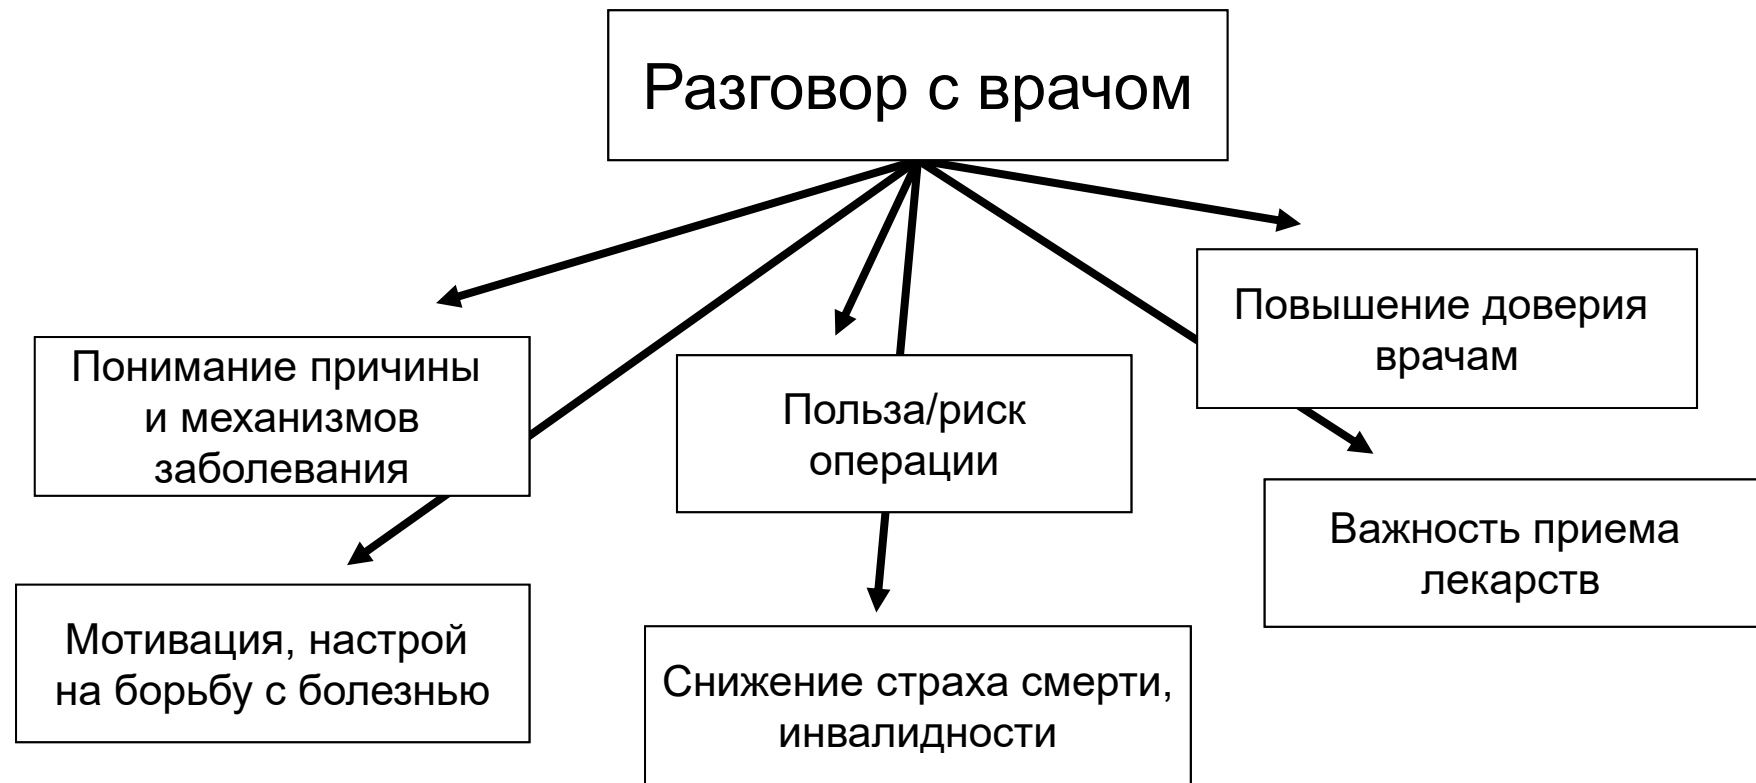 Разговор с врачом
Понимание причины
и механизмов
заболевания
Польза/риск
операции
Повышение доверия
врачам
Мотивация, настрой
на борьбу с болезнью
Снижение страха смерти,
инвалидности
Важность приема
лекарств